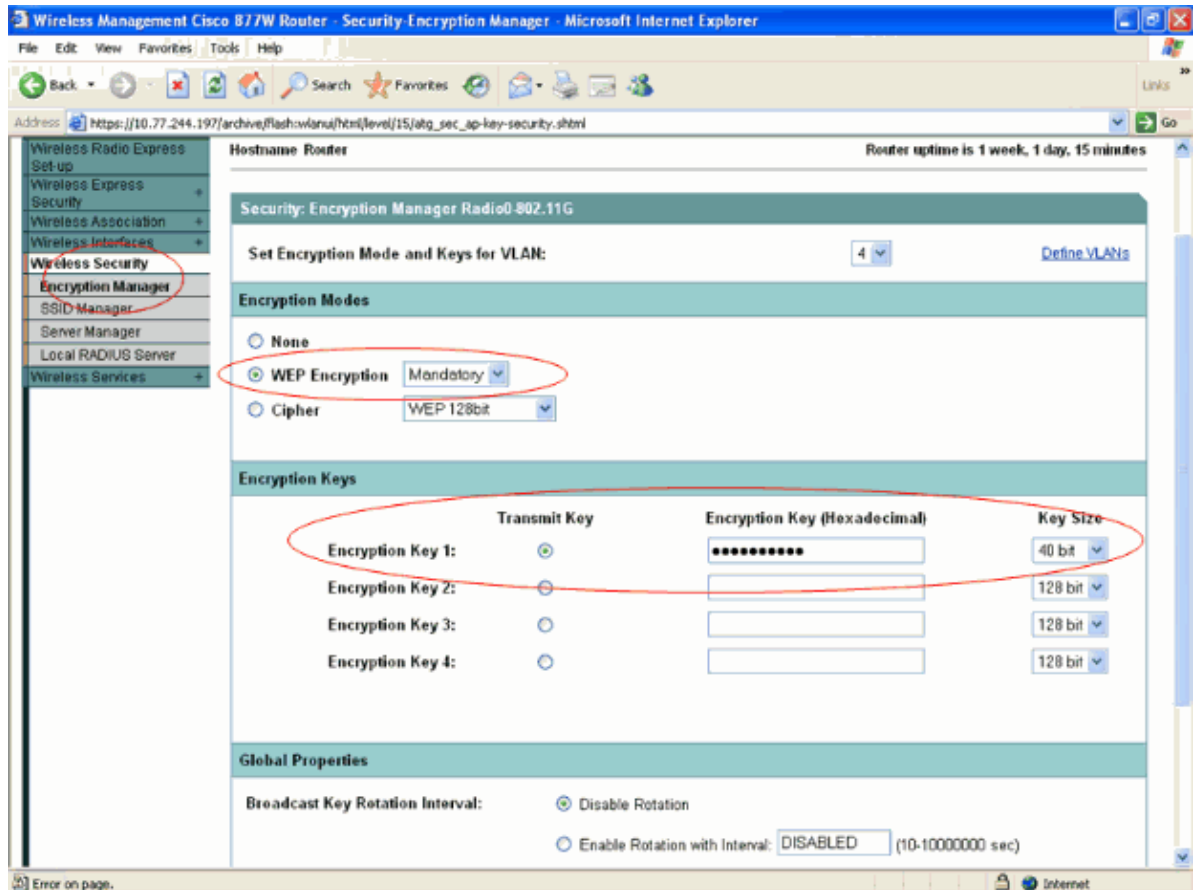 Wireless Management Cisco 877W Router - Security-Encryption Manager - Microsoft Internet Explorer
File Edit View Favorites Tools Help
Back Search Favorites Links
Address https://10.77.244.197/archive/flash:wlanui/html/level/15/atg_sec_ap-key-security.shtml Go
Wireless Radio Express Set-up
Wireless Express Security +
Wireless Association +
Wireless Interfaces +
Wireless Security
Encryption Manager
SSID Manager
Server Manager
Local RADIUS Server
Wireless Services +
Hostname Router Router uptime is 1 week, 1 day, 15 minutes
Security: Encryption Manager Radio0-802.11G
Set Encryption Mode and Keys for VLAN: 4 Define VLANs
Encryption Modes
None
WEP Encryption Mandatory
Cipher WEP 128bit
Encryption Keys
Transmit Key Encryption Key (Hexadecimal) Key Size
Encryption Key 1: •••••••••• 40 bit
Encryption Key 2: 128 bit
Encryption Key 3: 128 bit
Encryption Key 4: 128 bit
Global Properties
Broadcast Key Rotation Interval: Disable Rotation
Enable Rotation with Interval: DISABLED (10-10000000 sec)
Error on page. Internet